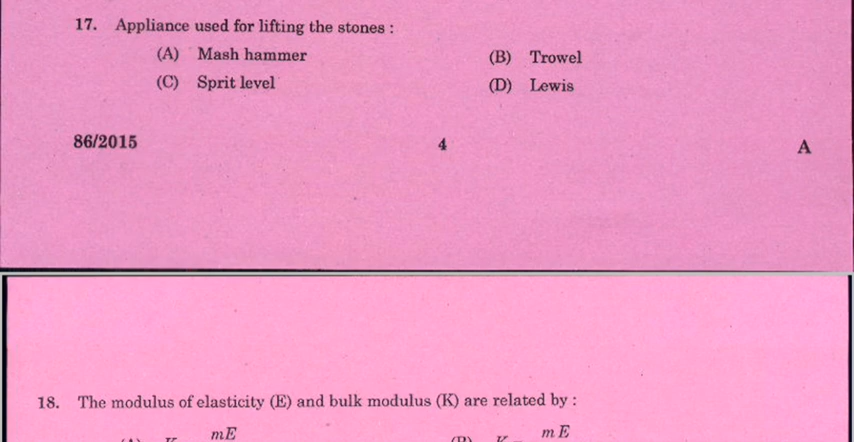 17. Appliance used for lifting the stones :
(A) Mash hammer (B) Trowel
(C) Sprit level (D) Lewis
86/2015 4 A
18. The modulus of elasticity (E) and bulk modulus (K) are related by :
mE m E